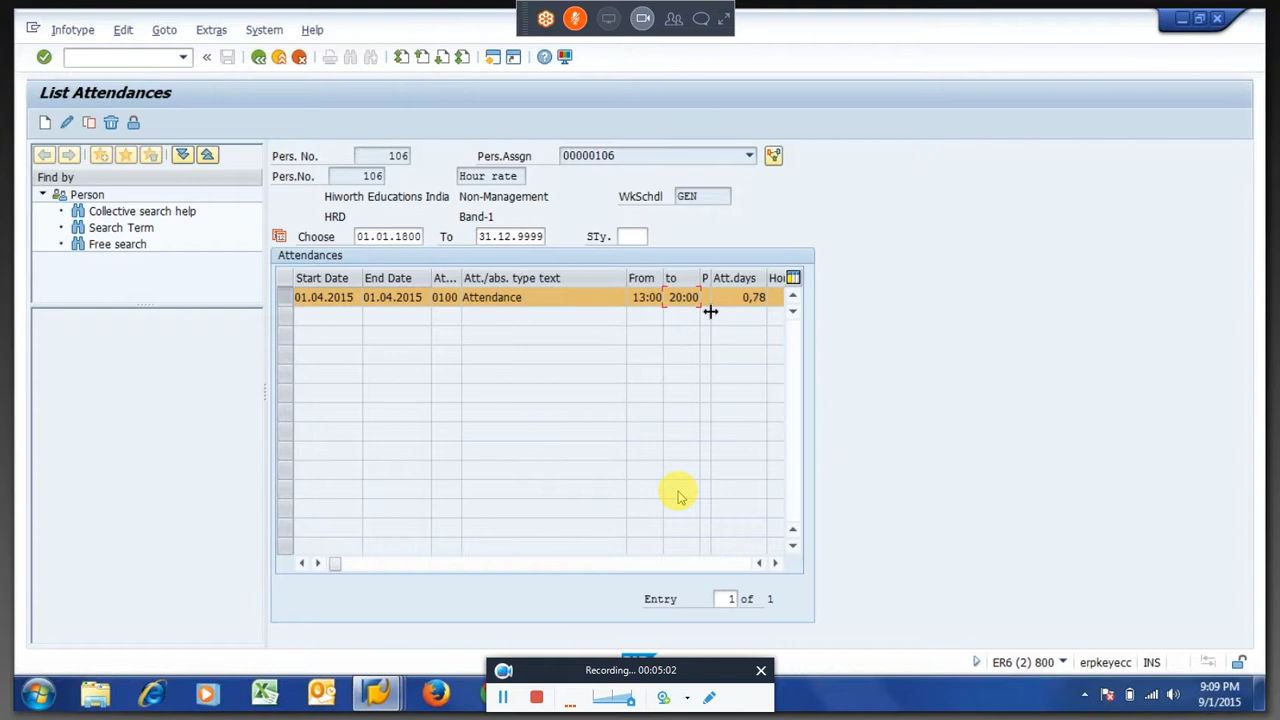 Infotype Edit Goto Extras System Help
List Attendances
Pers. No. 106 Pers.Assgn 00000106
Pers.No. 106 Hour rate
Find by
Person
Collective search help
Search Term
Free search
Hiworth Educations India Non-Management WkSchdl GEN
HRD Band-1
Choose 01.01.1800 To 31.12.9999 STy.
Attendances
Start Date End Date At... Att./abs. type text From to P Att.days Hou
01.04.2015 01.04.2015 0100 Attendance 13:00 20:00 0,78
Entry 1 of 1
ER6 (2) 800 erpkeyecc INS
Recording... 00:05:02
9:09 PM
9/1/2015